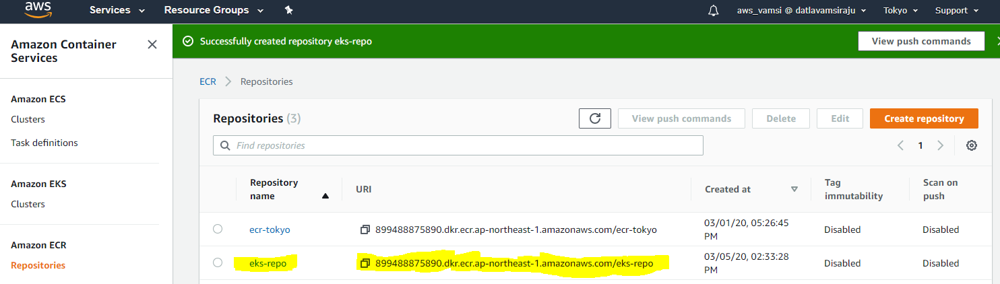 aws Services Resource Groups aws_vamsi @ datlavamsiraju Tokyo Support
Amazon Container
Services
Successfully created repository eks-repo View push commands
ECR Repositories
Amazon ECS
Clusters
Task definitions
Amazon EKS
Clusters
Amazon ECR
Repositories
Repositories (3) View push commands Delete Edit Create repository
Find repositories 1
Repository
name
URI
Created at
Tag
immutability
Scan on
push
ecr-tokyo 899488875890.dkr.ecr.ap-northeast-1.amazonaws.com/ecr-tokyo 03/01/20, 05:26:45
PM
Disabled Disabled
eks-repo 899488875890.dkr.ecr.ap-northeast-1.amazonaws.com/eks-repo 03/05/20, 02:33:28
PM
Disabled Disabled